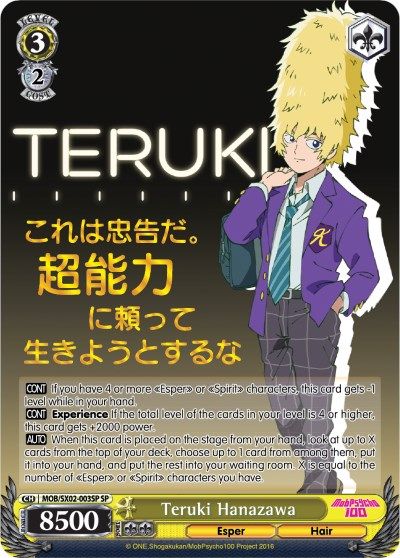 LEVEL
3
2
COST
TERUKI
これは忠告だ。
超能力
に頼って
生きようとするな
CONT If you have 4 or more «Esper» or «Spirit» characters, this card gets -1
level while in your hand.
CONT Experience If the total level of the cards in your level is 4 or higher,
this card gets +2000 power.
AUTO When this card is placed on the stage from your hand, look at up to X
cards from the top of your deck, choose up to 1 card from among them, put
it into your hand, and put the rest into your waiting room. X is equal to the
number of «Esper» or «Spirit» characters you have.
MOB/SX02-003SP SP
8500
Teruki Hanazawa
Mob Psycho
100
Esper
Hair
© ONE,Shogakukan/MobPsycho100 Project 2016